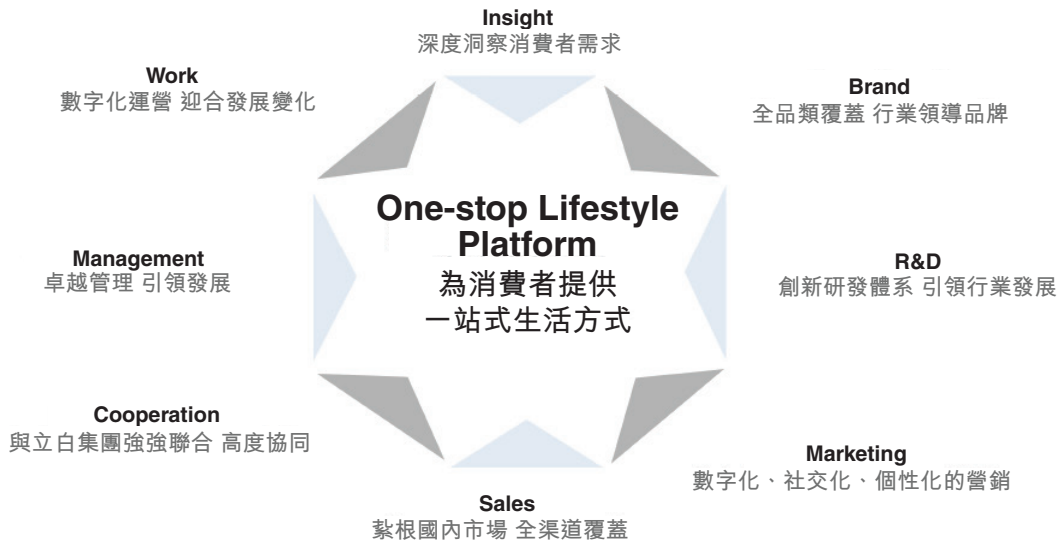 Insight
深度洞察消費者需求
Work
數字化運營 迎合發展變化
Brand
全品類覆蓋 行業領導品牌
One-stop Lifestyle
Platform
為消費者提供
一站式生活方式
Management
卓越管理 引領發展
R&D
創新研發體系 引領行業發展
Cooperation
與立白集團強強聯合 高度協同
Marketing
數字化、社交化、個性化的營銷
Sales
紮根國內市場 全渠道覆蓋